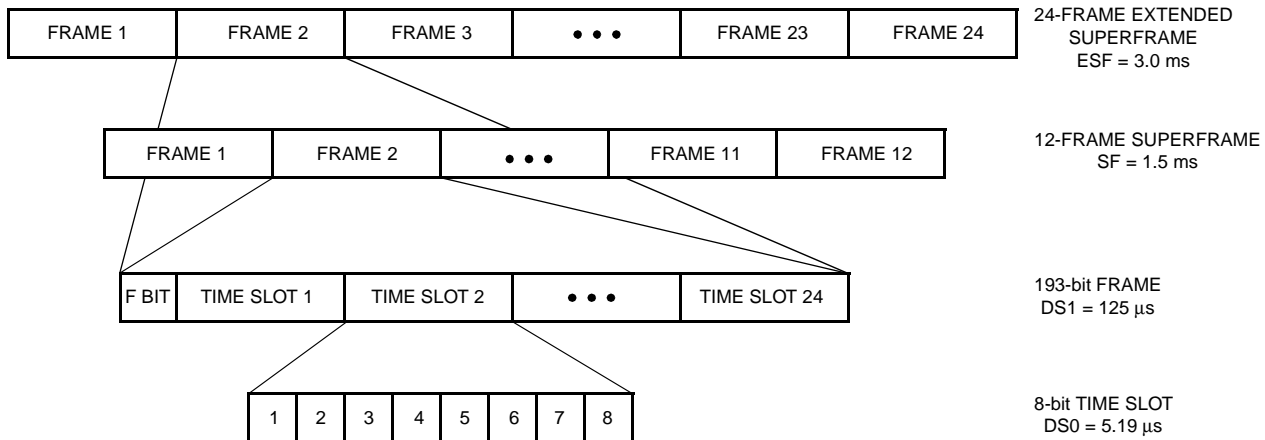 FRAME 1 FRAME 2 FRAME 3 ● ● ● FRAME 23 FRAME 24
24-FRAME EXTENDED
SUPERFRAME
ESF = 3.0 ms
FRAME 1 FRAME 2 ● ● ● FRAME 11 FRAME 12
12-FRAME SUPERFRAME
SF = 1.5 ms
F BIT TIME SLOT 1 TIME SLOT 2 ● ● ● TIME SLOT 24
193-bit FRAME
DS1 = 125 μs
1 2 3 4 5 6 7 8
8-bit TIME SLOT
DS0 = 5.19 μs